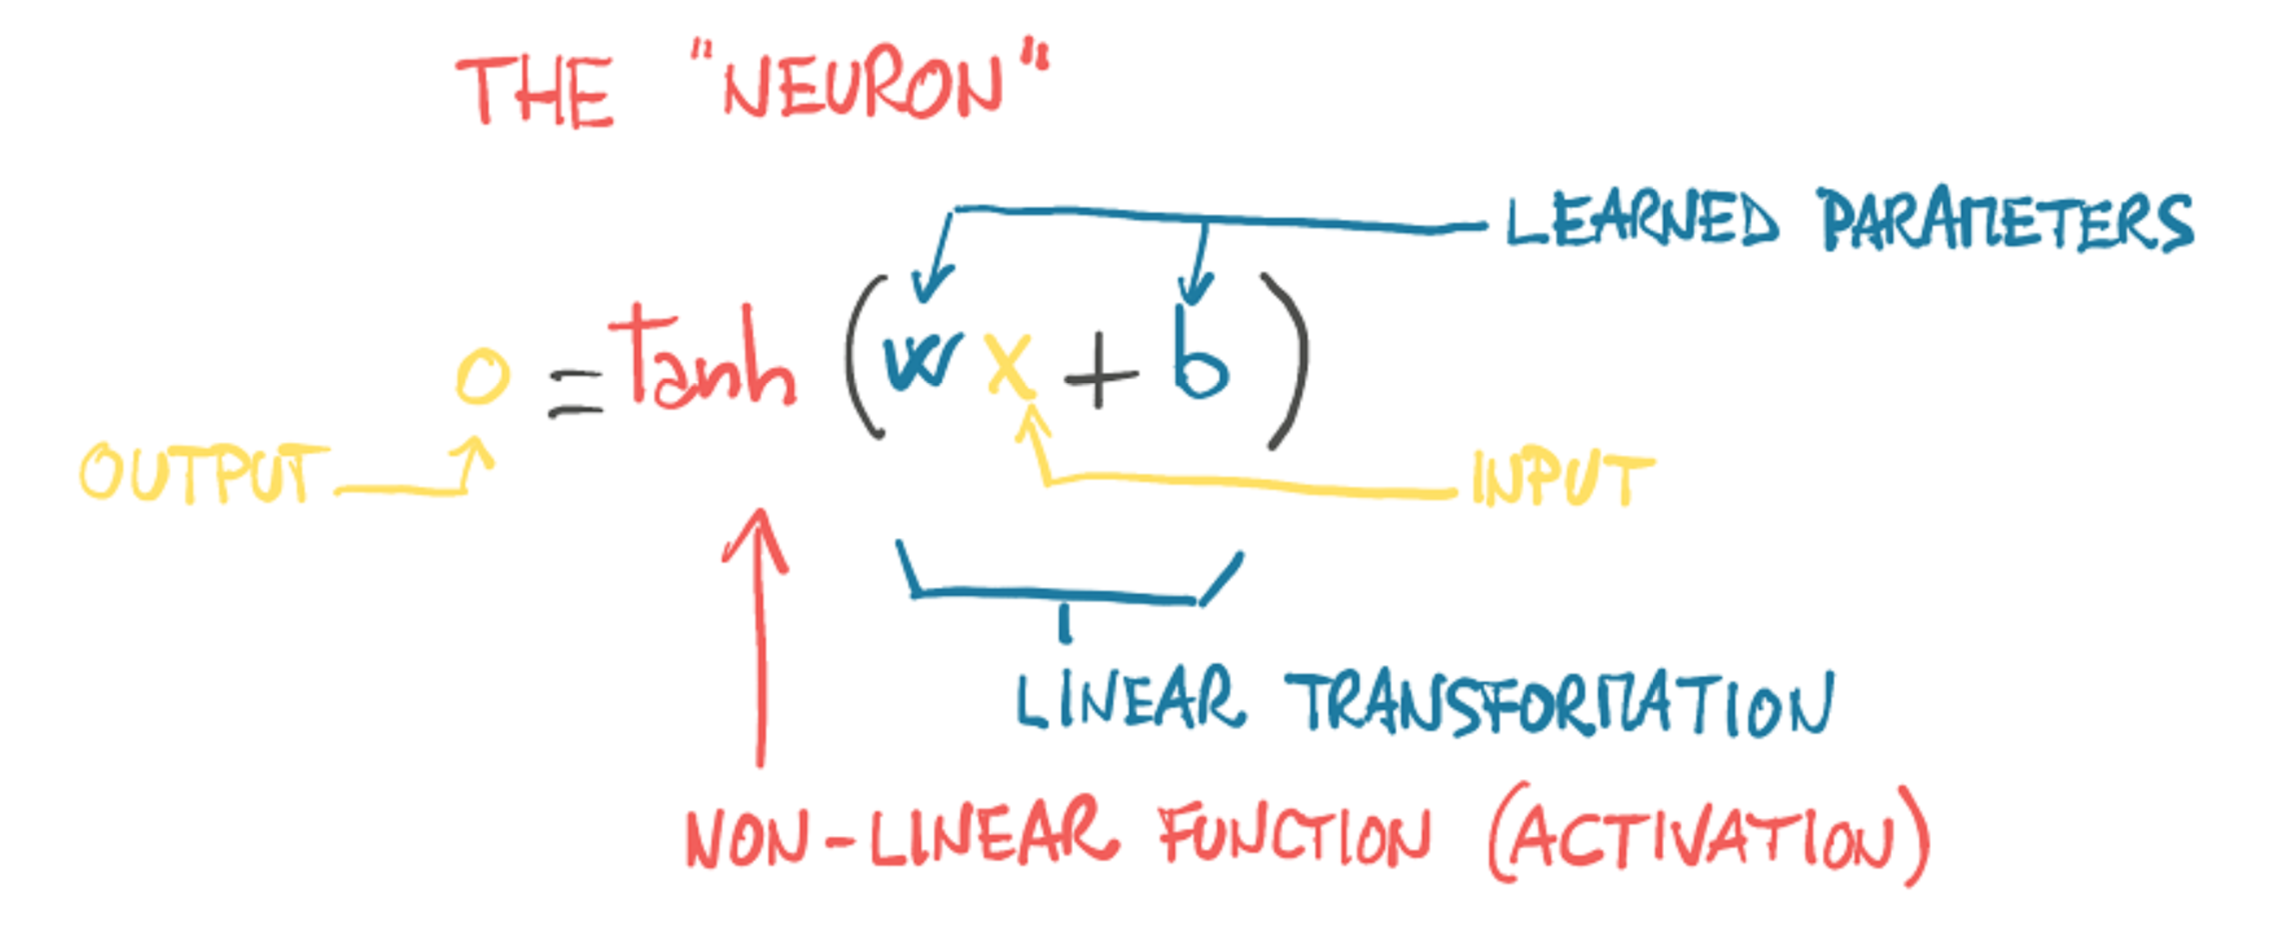 THE "NEURON"
LEARNED PARAMETERS
o = tanh (w x + b)
OUTPUT
INPUT
LINEAR TRANSFORMATION
NON-LINEAR FUNCTION (ACTIVATION)